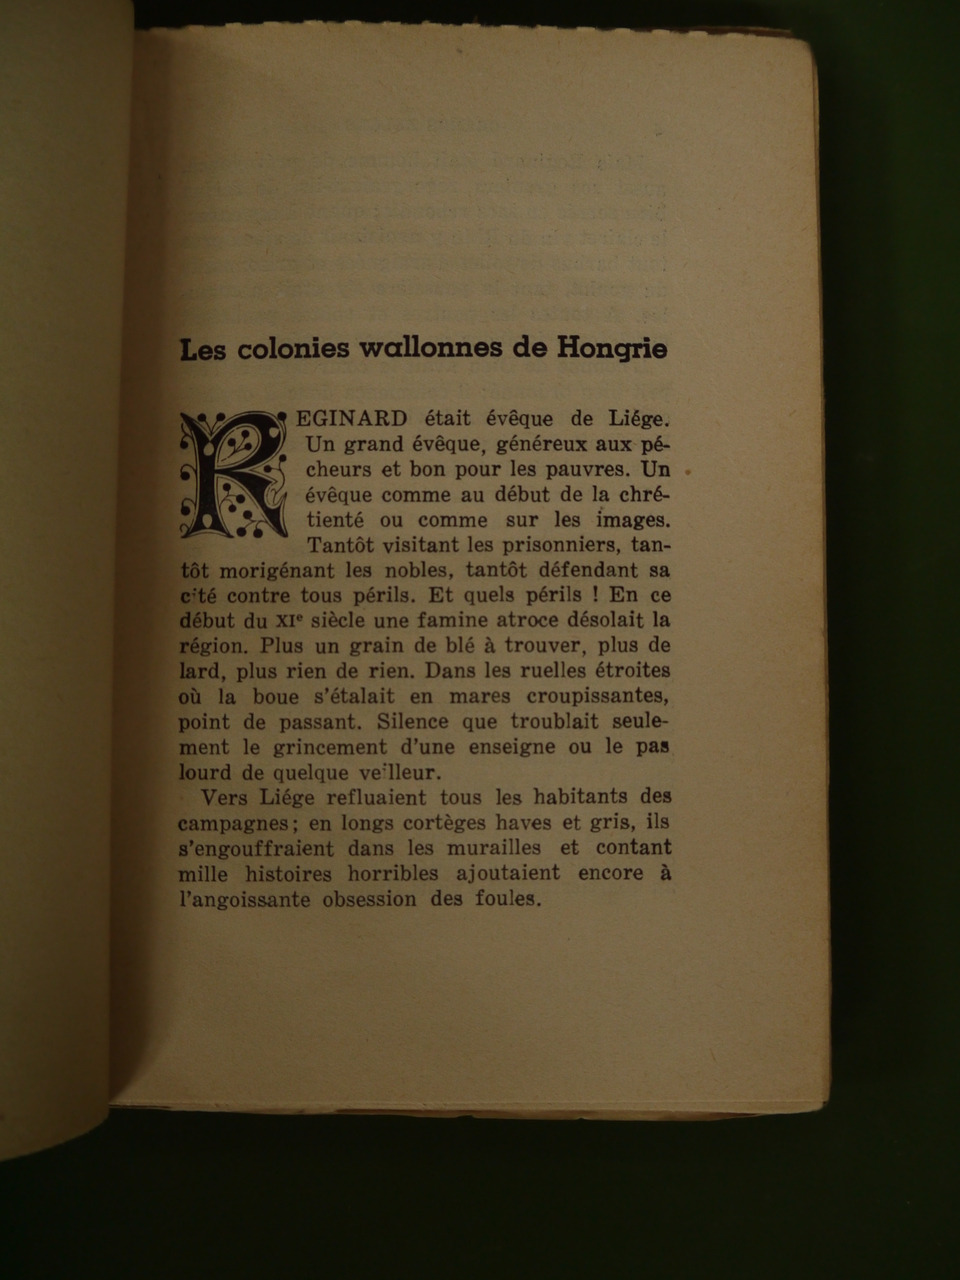 Les colonies wallonnes de Hongrie
REGINARD était évêque de Liége.
Un grand évêque, généreux aux pé-
cheurs et bon pour les pauvres. Un
évêque comme au début de la chré-
tienté ou comme sur les images.
Tantôt visitant les prisonniers, tan-
tôt morigénant les nobles, tantôt défendant sa
cité contre tous périls. Et quels périls ! En ce
début du XIe siècle une famine atroce désolait la
région. Plus un grain de blé à trouver, plus de
lard, plus rien de rien. Dans les ruelles étroites
où la boue s'étalait en mares croupissantes,
point de passant. Silence que troublait seule-
ment le grincement d'une enseigne ou le pas
lourd de quelque veilleur.
Vers Liége refluaient tous les habitants des
campagnes; en longs cortèges haves et gris, ils
s'engouffraient dans les murailles et contant
mille histoires horribles ajoutaient encore à
l'angoissante obsession des foules.